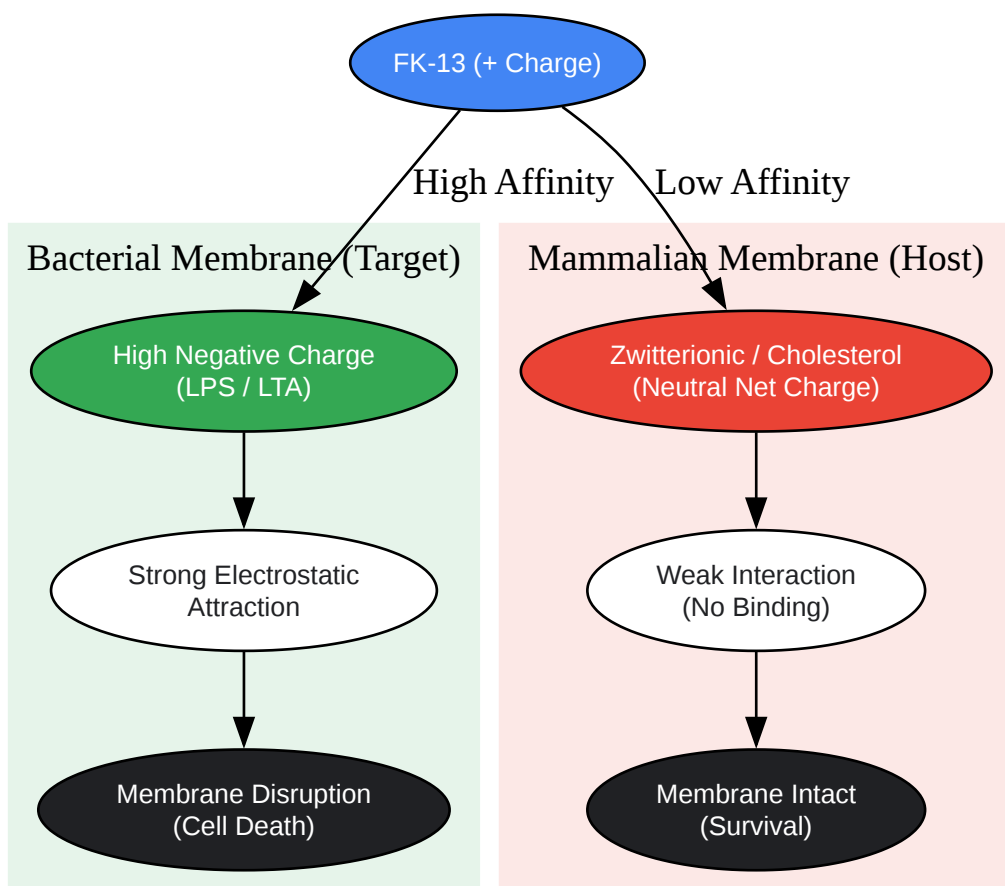 FK-13 (+ Charge)
High Affinity
Low Affinity
Bacterial Membrane (Target)
Mammalian Membrane (Host)
High Negative Charge
(LPS / LTA)
Zwitterionic / Cholesterol
(Neutral Net Charge)
Strong Electrostatic
Attraction
Weak Interaction
(No Binding)
Membrane Disruption
(Cell Death)
Membrane Intact
(Survival)